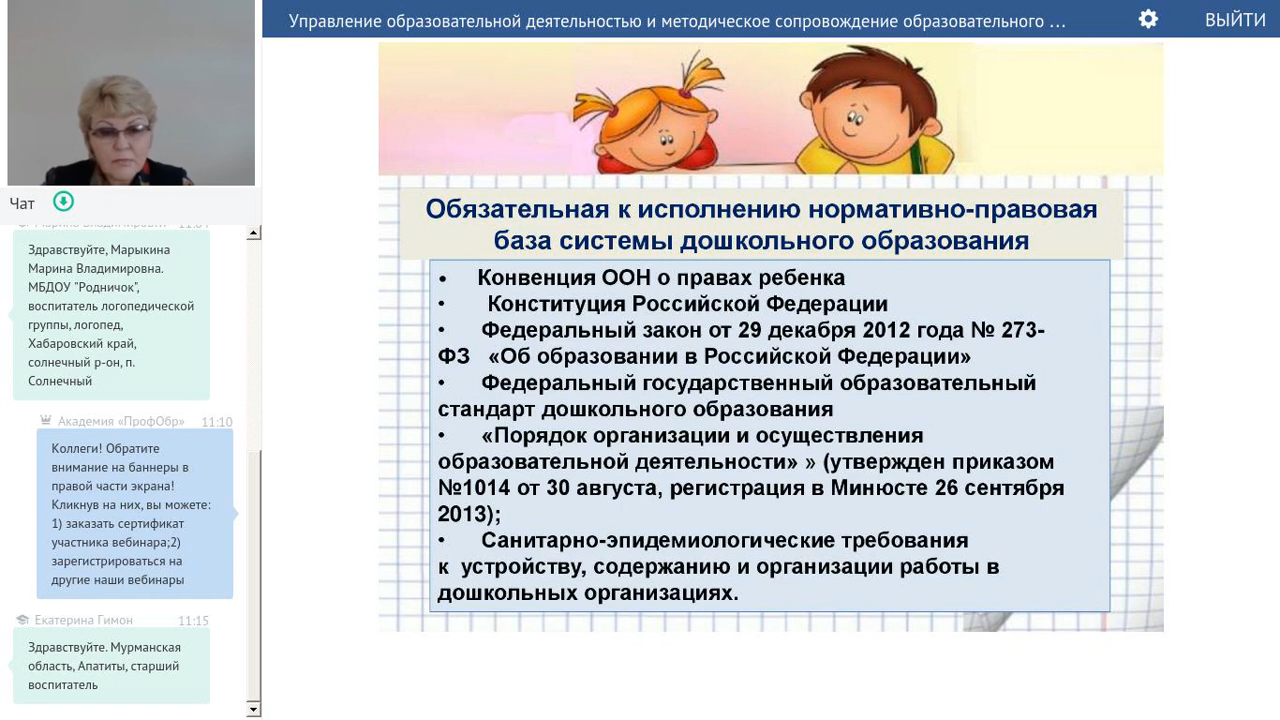 Управление образовательной деятельностью и методическое сопровождение образовательного ...
ВЫЙТИ
Чат
Здравствуйте, Марыкина
Марина Владимировна.
МБДОУ "Родничок",
воспитатель логопедической
группы, логопед,
Хабаровский край,
солнечный р-он, п.
Солнечный
Академия «ПрофОбр»
11:10
Коллеги! Обратите
внимание на баннеры в
правой части экрана!
Кликнув на них, вы можете:
1) заказать сертификат
участника вебинара;2)
зарегистрироваться на
другие наши вебинары
Екатерина Гимон
11:15
Здравствуйте. Мурманская
область, Апатиты, старший
воспитатель
Обязательная к исполнению нормативно-правовая
база системы дошкольного образования
• Конвенция ООН о правах ребенка
• Конституция Российской Федерации
• Федеральный закон от 29 декабря 2012 года № 273-
ФЗ «Об образовании в Российской Федерации»
• Федеральный государственный образовательный
стандарт дошкольного образования
• «Порядок организации и осуществления
образовательной деятельности» » (утвержден приказом
№1014 от 30 августа, регистрация в Минюсте 26 сентября
2013);
• Санитарно-эпидемиологические требования
к устройству, содержанию и организации работы в
дошкольных организациях.